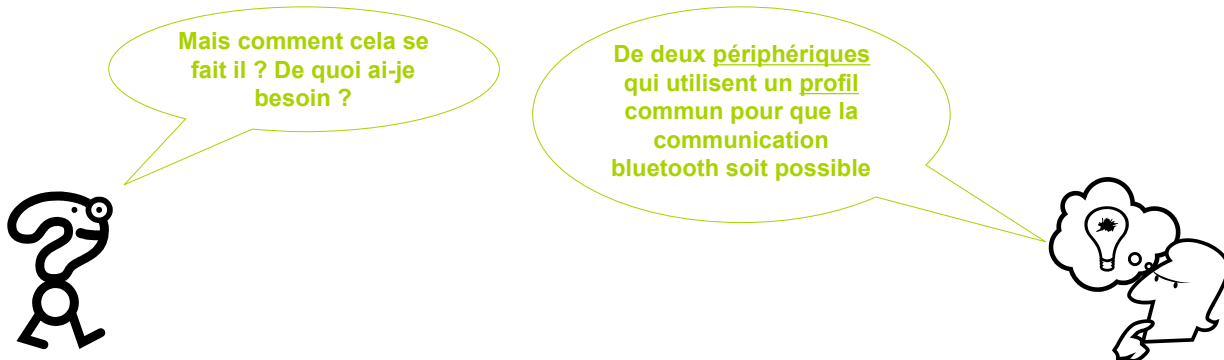 Mais comment cela se
fait il ? De quoi ai-je
besoin ?
De deux périphériques
qui utilisent un profil
commun pour que la
communication
bluetooth soit possible